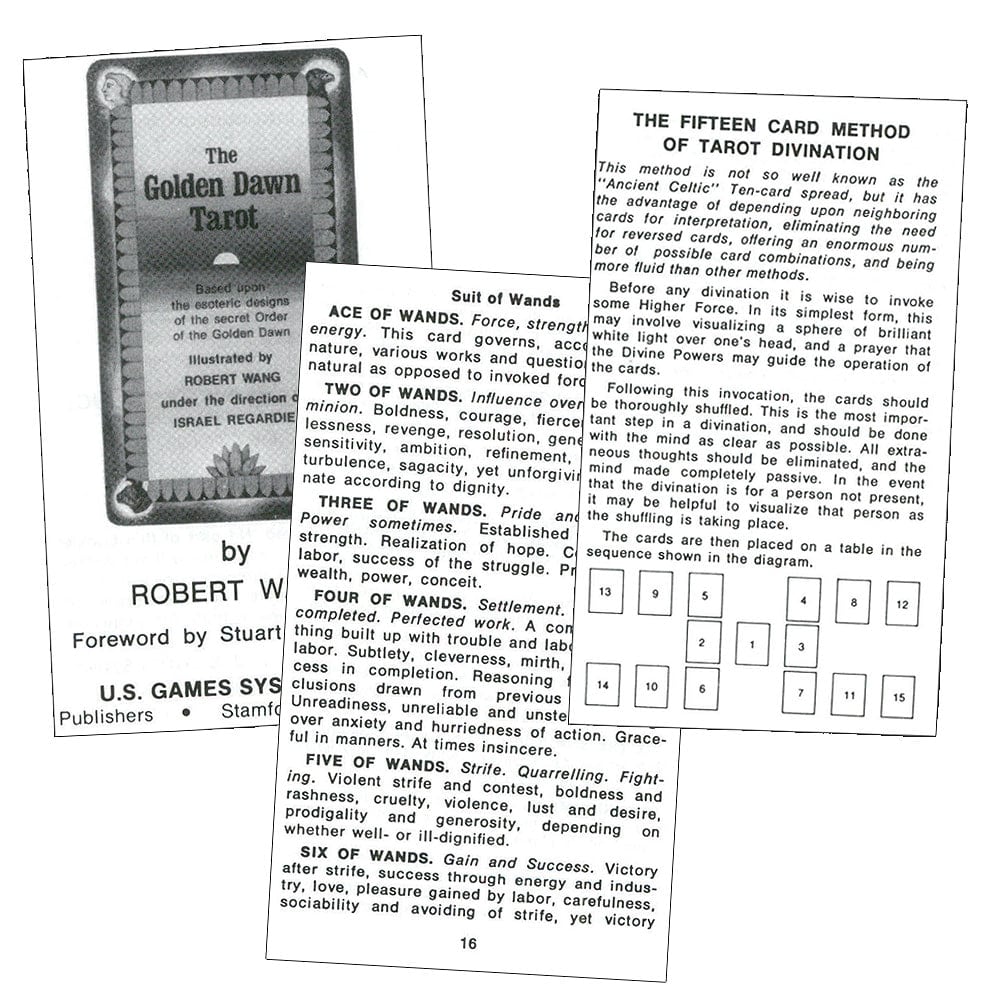 The
Golden Dawn
Tarot
Based upon
the esoteric designs
of the secret Order
of the Golden Dawn
Illustrated by
ROBERT WANG
under the direction
ISRAEL REGARDIE
by
ROBERT
Foreword by Stuart
U.S. GAMES
Publishers •
Suit of Wands
ACE OF WANDS. Force, strength
energy. This card governs,
nature, various works and
natural as opposed to invoked
TWO OF WANDS. Influence over
minion. Boldness, courage,
lessness, revenge, resolution,
sensitivity, ambition, refinement,
turbulence, sagacity, yet
nate according to dignity.
THREE OF WANDS. Pride
Power sometimes. Established
strength. Realization of hope.
labor, success of the struggle.
wealth, power, conceit.
FOUR OF WANDS. Settlement.
completed. Perfected work. A
thing built up with trouble and
labor. Subtlety, cleverness, mirth,
cess in completion. Reasoning
clusions drawn from previous
Unreadiness, unreliable and
over anxiety and hurriedness of action. Grace-
ful in manners. At times insincere.
FIVE OF WANDS. Strife. Quarrelling. Fight-
ing. Violent strife and contest, boldness and
rashness, cruelty, violence, lust and desire,
prodigality and generosity, depending on
whether well- or ill-dignified.
SIX OF WANDS. Gain and Success. Victory
after strife, success through energy and indus-
try, love, pleasure gained by labor, carefulness,
sociability and avoiding of strife, yet victory
16
THE FIFTEEN CARD METHOD
OF TAROT DIVINATION
This method is not so well known as the
"Ancient Celtic" Ten-card spread, but it has
the advantage of depending upon neighboring
cards for interpretation, eliminating the need
for reversed cards, offering an enormous num-
ber of possible card combinations, and being
more fluid than other methods.
Before any divination it is wise to invoke
some Higher Force. In its simplest form, this
may involve visualizing a sphere of brilliant
white light over one's head, and a prayer that
the Divine Powers may guide the operation of
the cards.
Following this invocation, the cards should
be thoroughly shuffled. This is the most impor-
tant step in a divination, and should be done
with the mind as clear as possible. All extra-
neous thoughts should be eliminated, and the
mind made completely passive. In the event
that the divination is for a person not present,
it may be helpful to visualize that person as
the shuffling is taking place.
The cards are then placed on a table in the
sequence shown in the diagram.
13 9 5 4 8 12
2 1 3
14 10 6 7 11 15